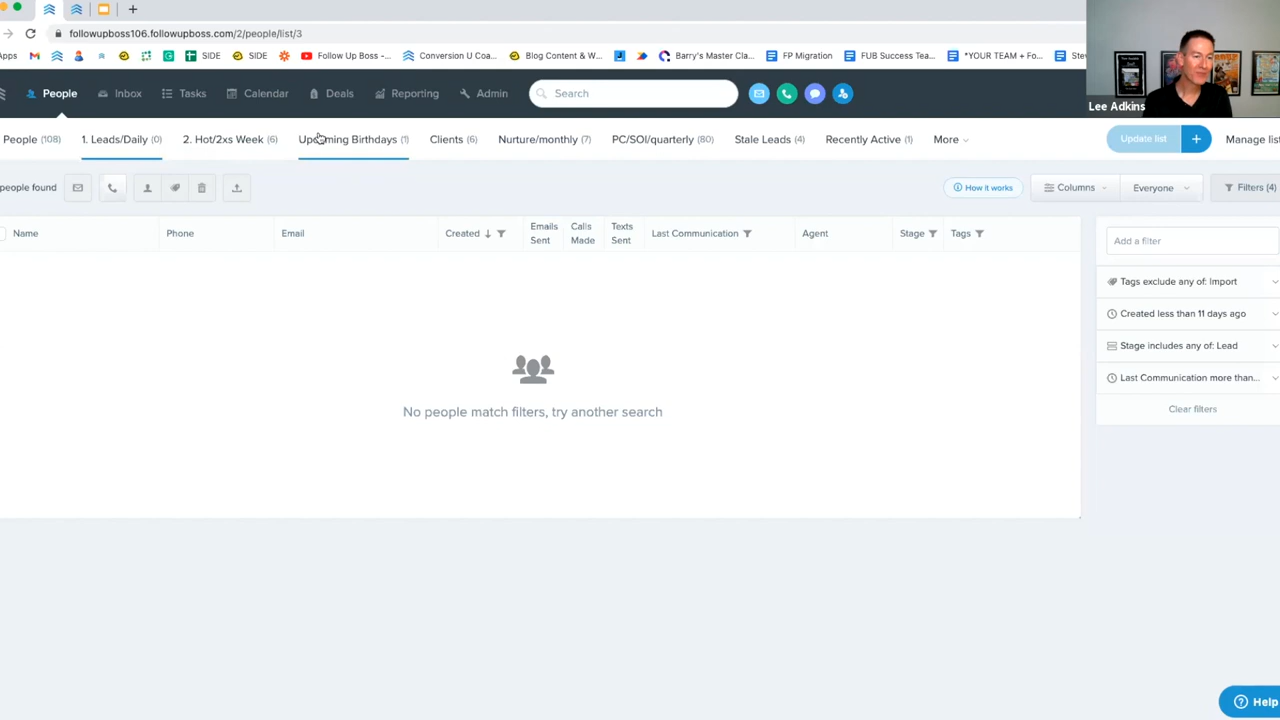 followupboss106.followupboss.com/2/people/list/3
Apps SIDE SIDE Follow Up Boss - ... Conversion U Coa... Blog Content & W... Barry's Master Cla... FP Migration FUB Success Tea... *YOUR TEAM + Fo...
People Inbox Tasks Calendar Deals Reporting Admin Search
Lee Adkins
People (108) 1. Leads/Daily (0) 2. Hot/2xs Week (6) Upcoming Birthdays (1) Clients (6) Nurture/monthly (7) PC/SOI/quarterly (80) Stale Leads (4) Recently Active (1) More Update list + Manage list
people found How it works Columns Everyone Filters (4)
Name Phone Email Created Emails Sent Calls Made Texts Sent Last Communication Agent Stage Tags
Add a filter
Tags exclude any of: Import
Created less than 11 days ago
Stage includes any of: Lead
Last Communication more than...
Clear filters
No people match filters, try another search
Help